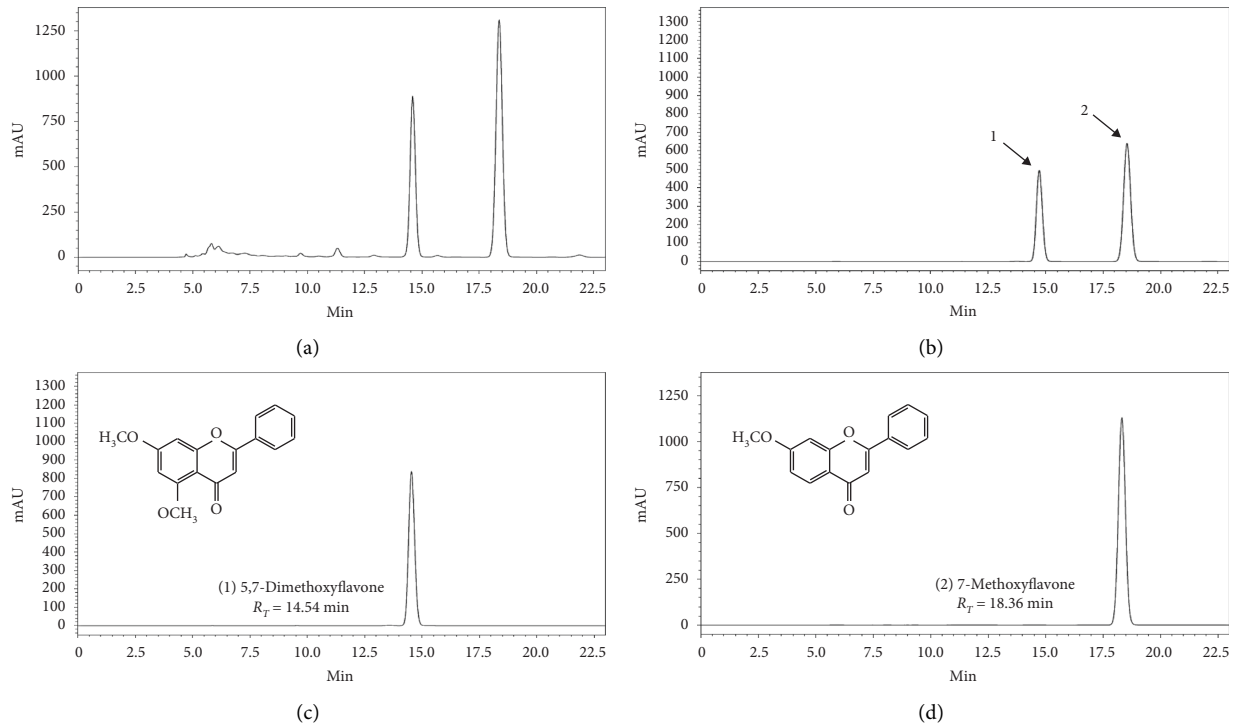 1250
1000
750
500
250
0
mAU
0 2.5 5.0 7.5 10.0 12.5 15.0 17.5 20.0 22.5
Min
(a)
1300
1200
1100
1000
900
800
700
600
500
400
300
200
100
0
mAU
1
2
0 2.5 5.0 7.5 10.0 12.5 15.0 17.5 20.0 22.5
Min
(b)
1300
1200
1100
1000
900
800
700
600
500
400
300
200
100
0
mAU
H₃CO
O
OCH₃
O
(1) 5,7-Dimethoxyflavone
R_T = 14.54 min
0 2.5 5.0 7.5 10.0 12.5 15.0 17.5 20.0 22.5
Min
(c)
1250
1000
750
500
250
0
mAU
H₃CO
O
O
(2) 7-Methoxyflavone
R_T = 18.36 min
0 2.5 5.0 7.5 10.0 12.5 15.0 17.5 20.0 22.5
Min
(d)